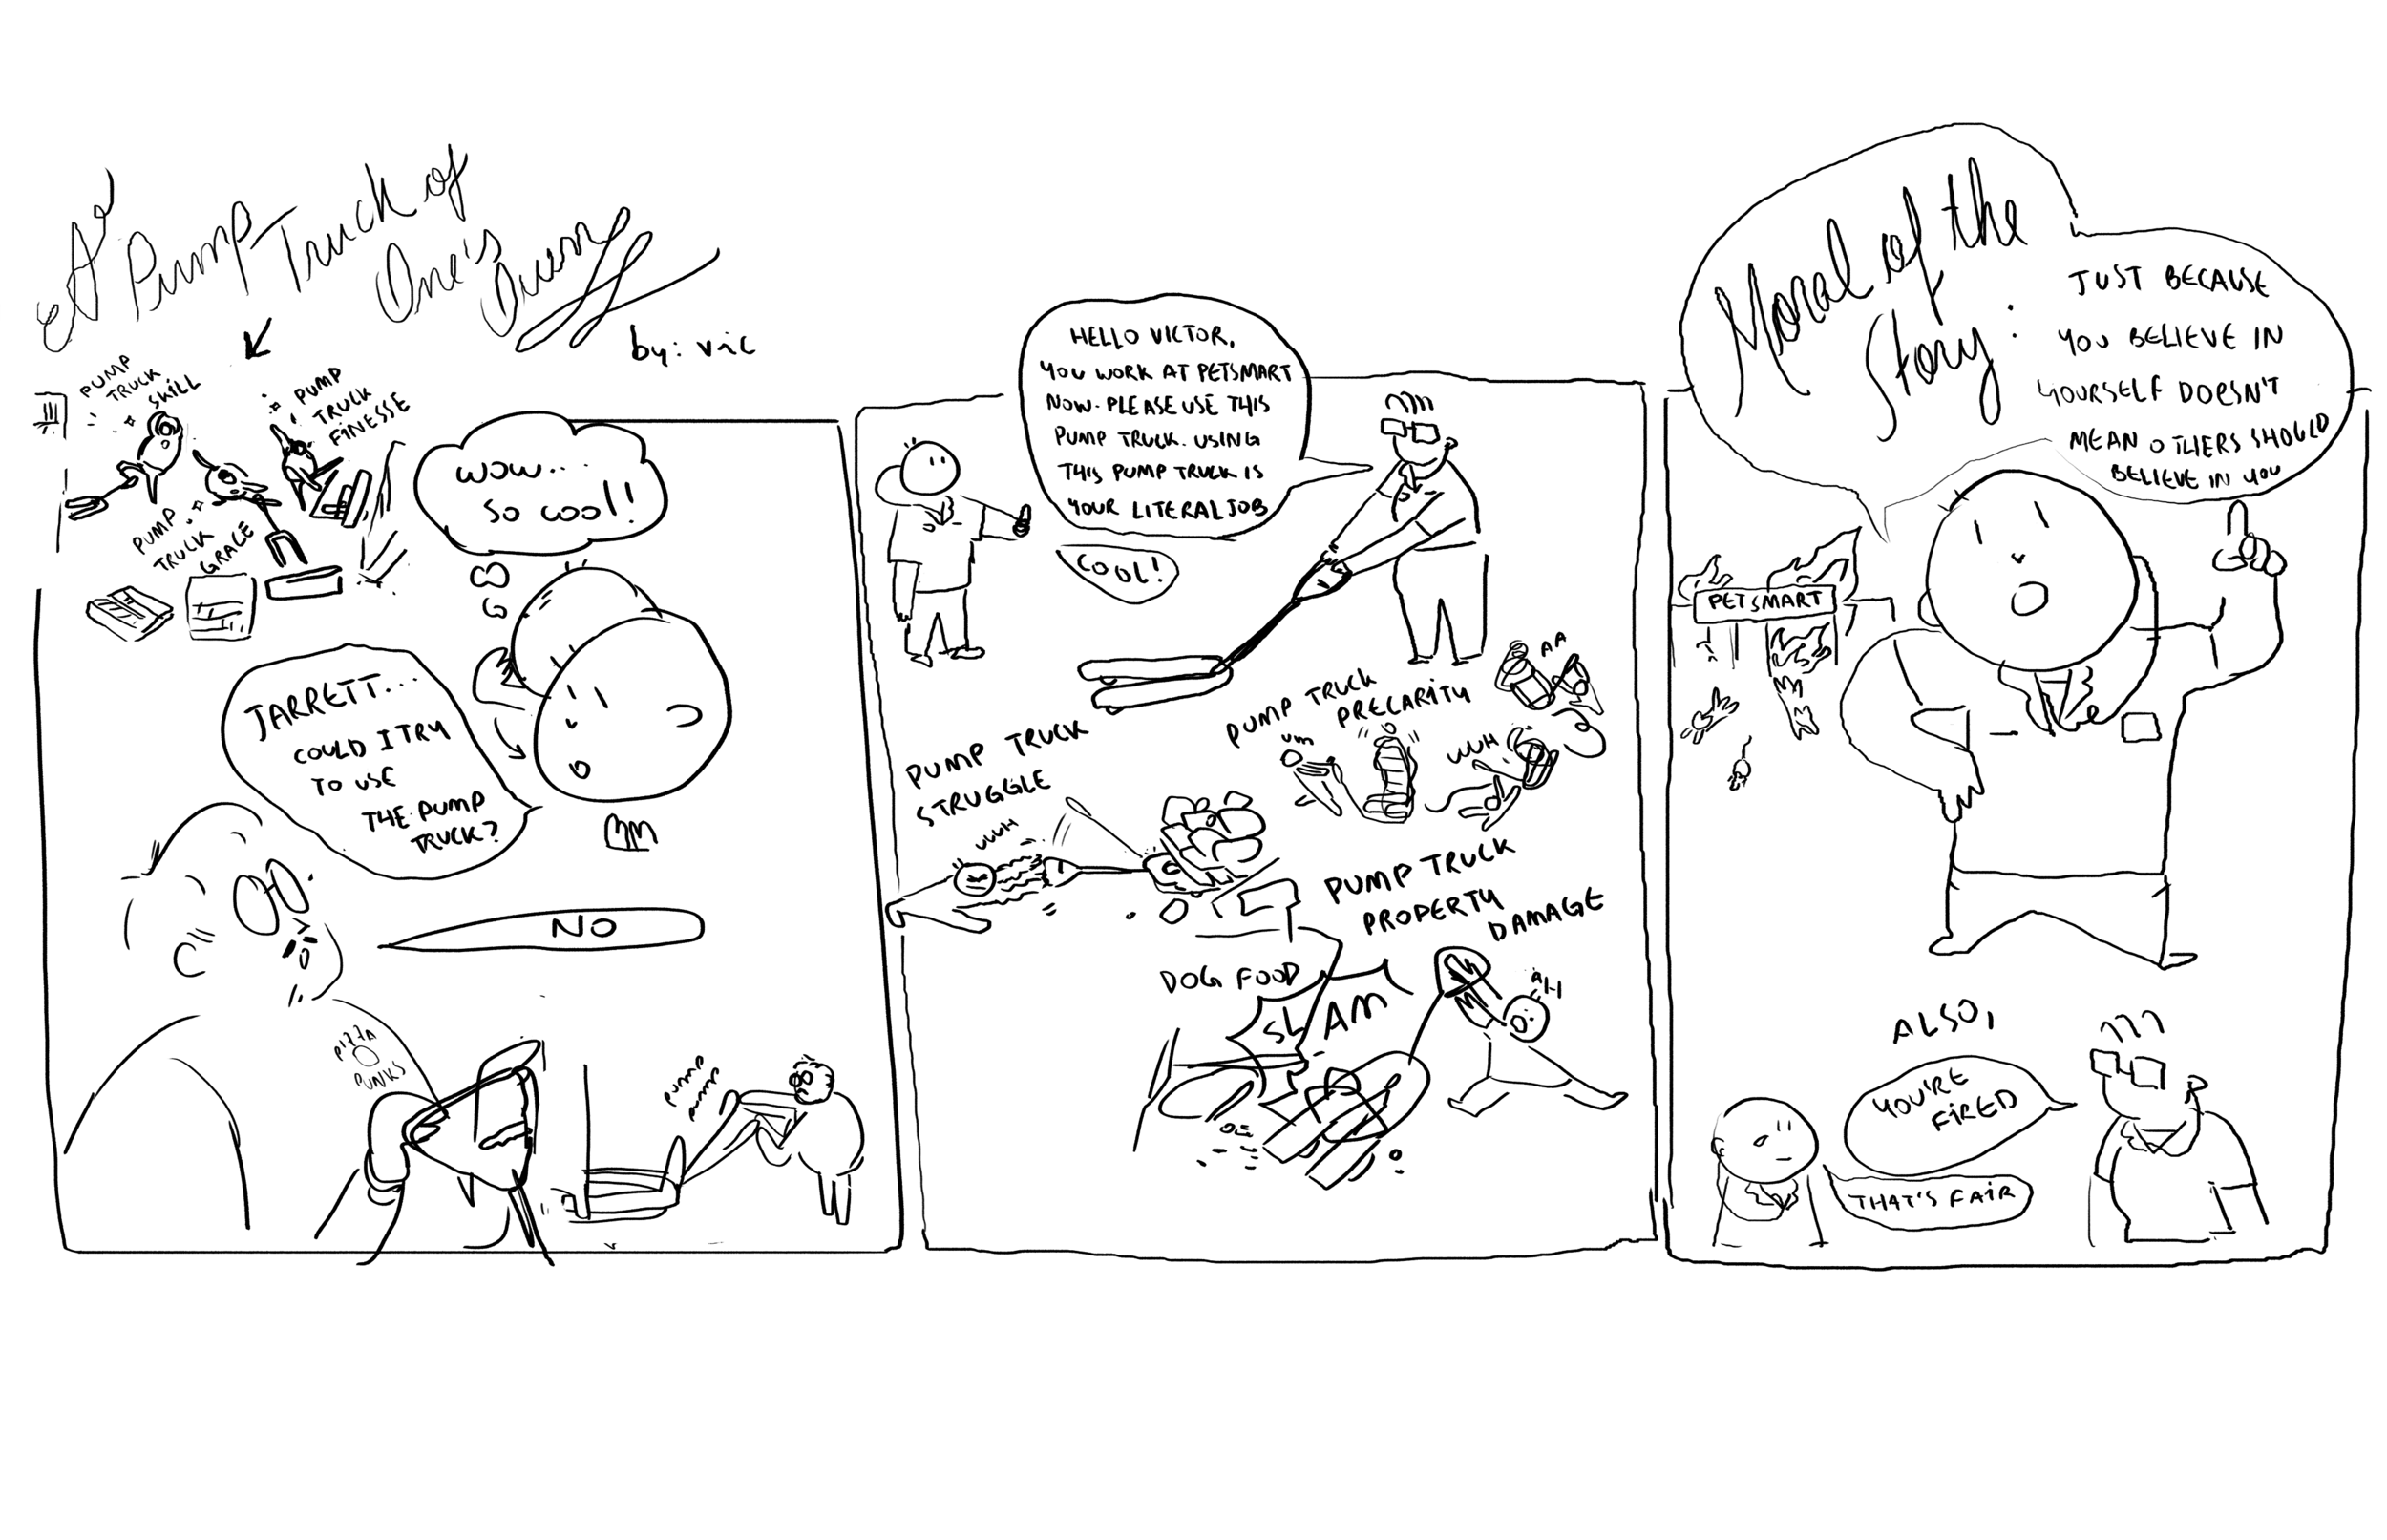 A Pump Truck of
One's Own
by: vic
PUMP
TRUCK
SKILL
PUMP
TRUCK
FINESSE
PUMP
TRUCK
GRACE
WOW...
SO COOL!!
JARRETT...
COULD I TRY
TO USE
THE PUMP
TRUCK?
NO
PIZZA
PUNKS
PUMP
PUMP
HELLO VICTOR,
YOU WORK AT PETSMART
NOW. PLEASE USE THIS
PUMP TRUCK. USING
THIS PUMP TRUCK IS
YOUR LITERAL JOB
COOL!
PUMP TRUCK
STRUGGLE
UUUH
PUMP TRUCK
PRECARITY
UM
UUUH
AA
PUMP TRUCK
PROPERTY
DAMAGE
DOG FOOD
SLAM
AH
Moral of the
Story:
JUST BECAUSE
YOU BELIEVE IN
YOURSELF DOESN'T
MEAN OTHERS SHOULD
BELIEVE IN YOU
PETSMART
ALSO,
YOU'RE
FIRED
THAT'S FAIR